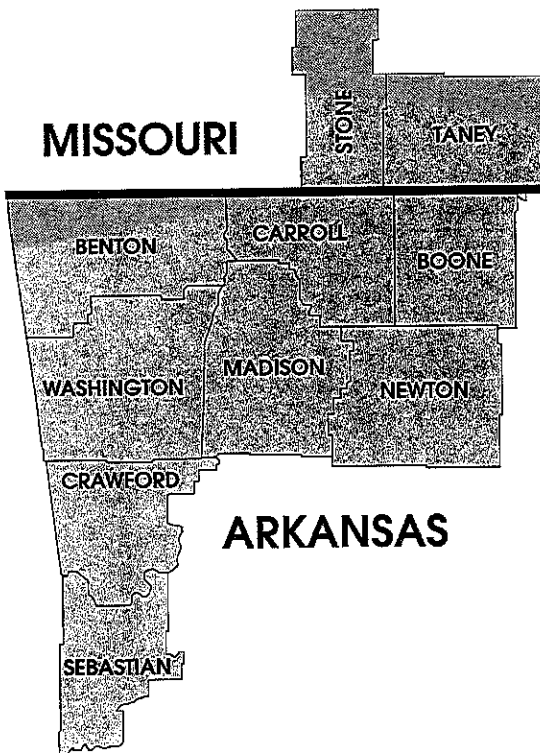 STONE
TANEY
MISSOURI
BENTON
CARROLL
BOONE
WASHINGTON
MADISON
NEWTON
CRAWFORD
ARKANSAS
SEBASTIAN